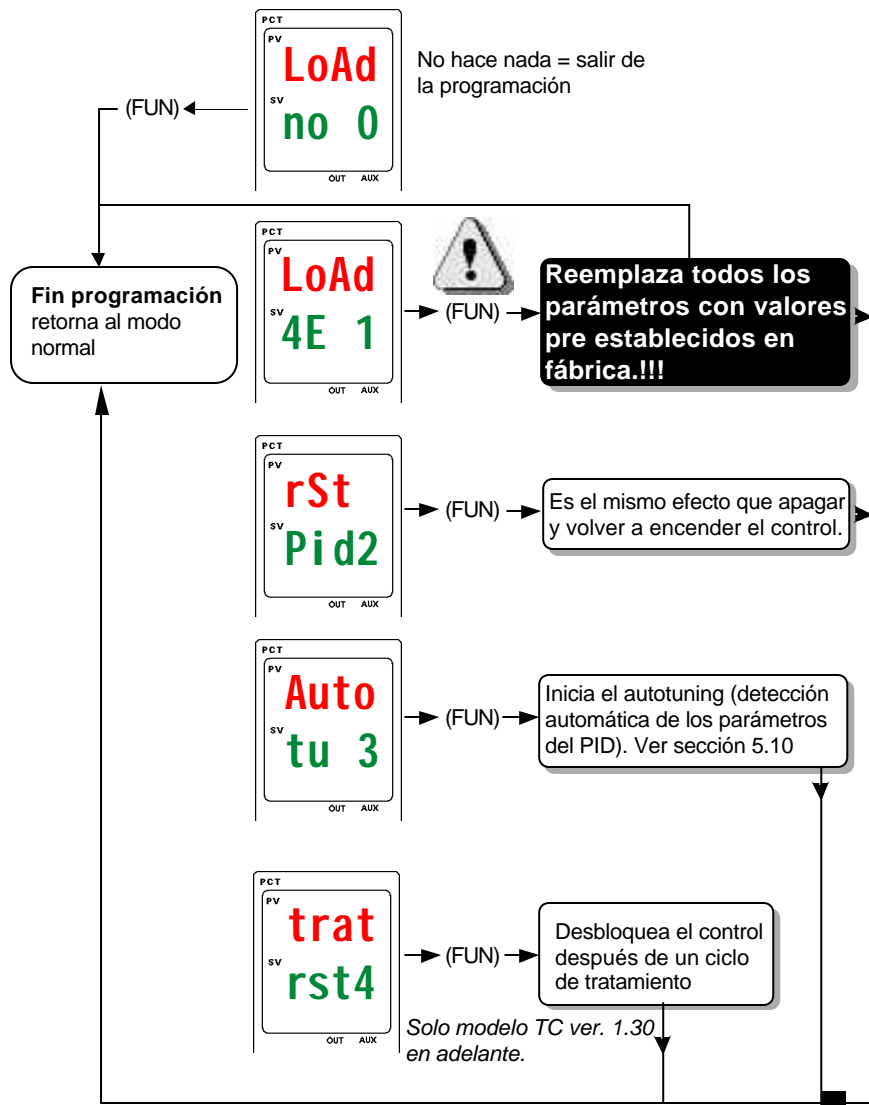 PCT
PV
LoAd
SV
no 0
OUT AUX
No hace nada = salir de
la programación
(FUN)
Fin programación
retorna al modo
normal
PCT
PV
LoAd
SV
4E 1
OUT AUX
!
(FUN)
Reemplaza todos los
parámetros con valores
pre establecidos en
fábrica.!!!
PCT
PV
rSt
SV
Pid2
OUT AUX
(FUN)
Es el mismo efecto que apagar
y volver a encender el control.
PCT
PV
Auto
SV
tu 3
OUT AUX
(FUN)
Inicia el autotuning (detección
automática de los parámetros
del PID). Ver sección 5.10
PCT
PV
trat
SV
rst4
OUT AUX
(FUN)
Desbloquea el control
después de un ciclo
de tratamiento
Solo modelo TC ver. 1.30
en adelante.